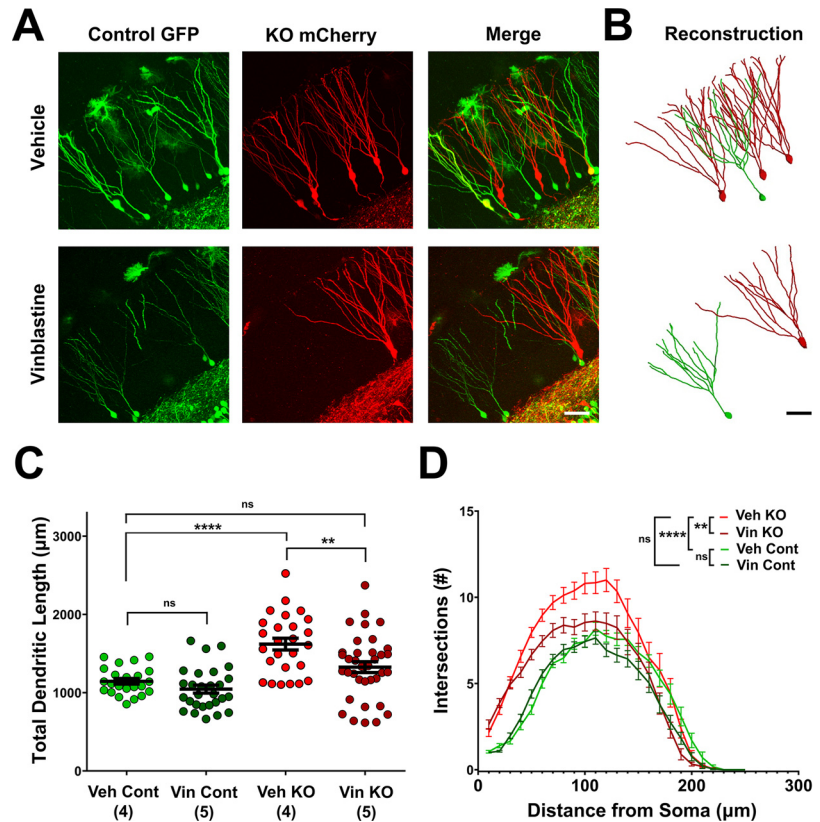 A
B
Control GFP
KO mCherry
Merge
Reconstruction
Vehicle
Vinblastine
C
D
ns
****
**
ns
3000
2000
1000
0
Total Dendritic Length (µm)
Veh Cont
(4)
Vin Cont
(5)
Veh KO
(4)
Vin KO
(5)
ns
****
**
ns
Veh KO
Vin KO
Veh Cont
Vin Cont
15
10
5
0
Intersections (#)
0
100
200
300
Distance from Soma (µm)